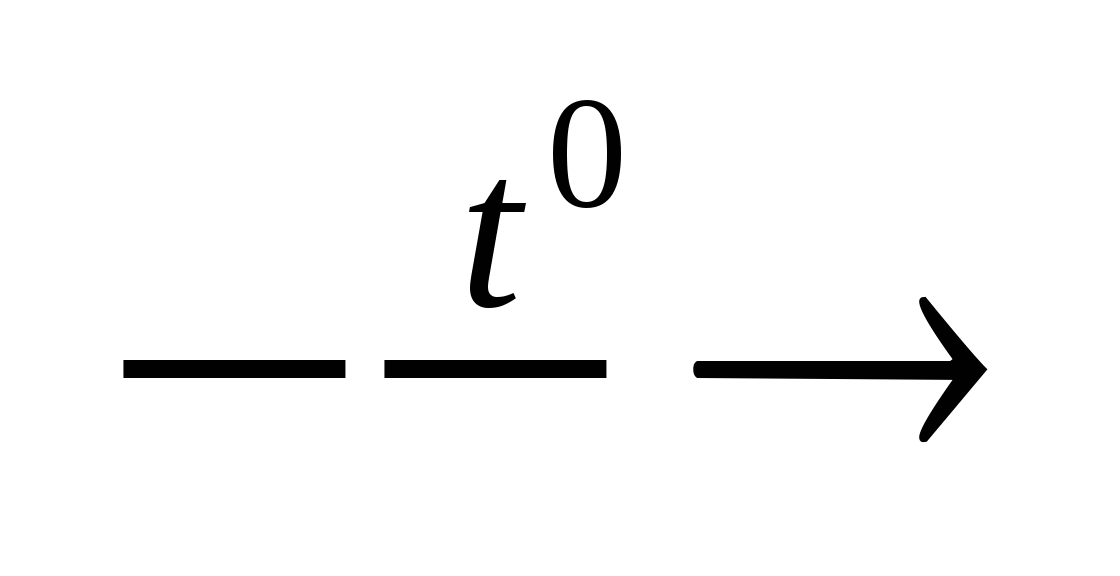 t⁰
— — →